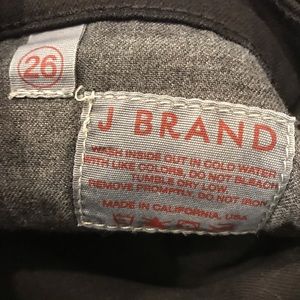 26
J BRAND
WASH INSIDE OUT IN COLD WATER
WITH LIKE COLORS, DO NOT BLEACH
TUMBLE DRY LOW.
REMOVE PROMPTLY, DO NOT IRON
MADE IN CALIFORNIA, USA